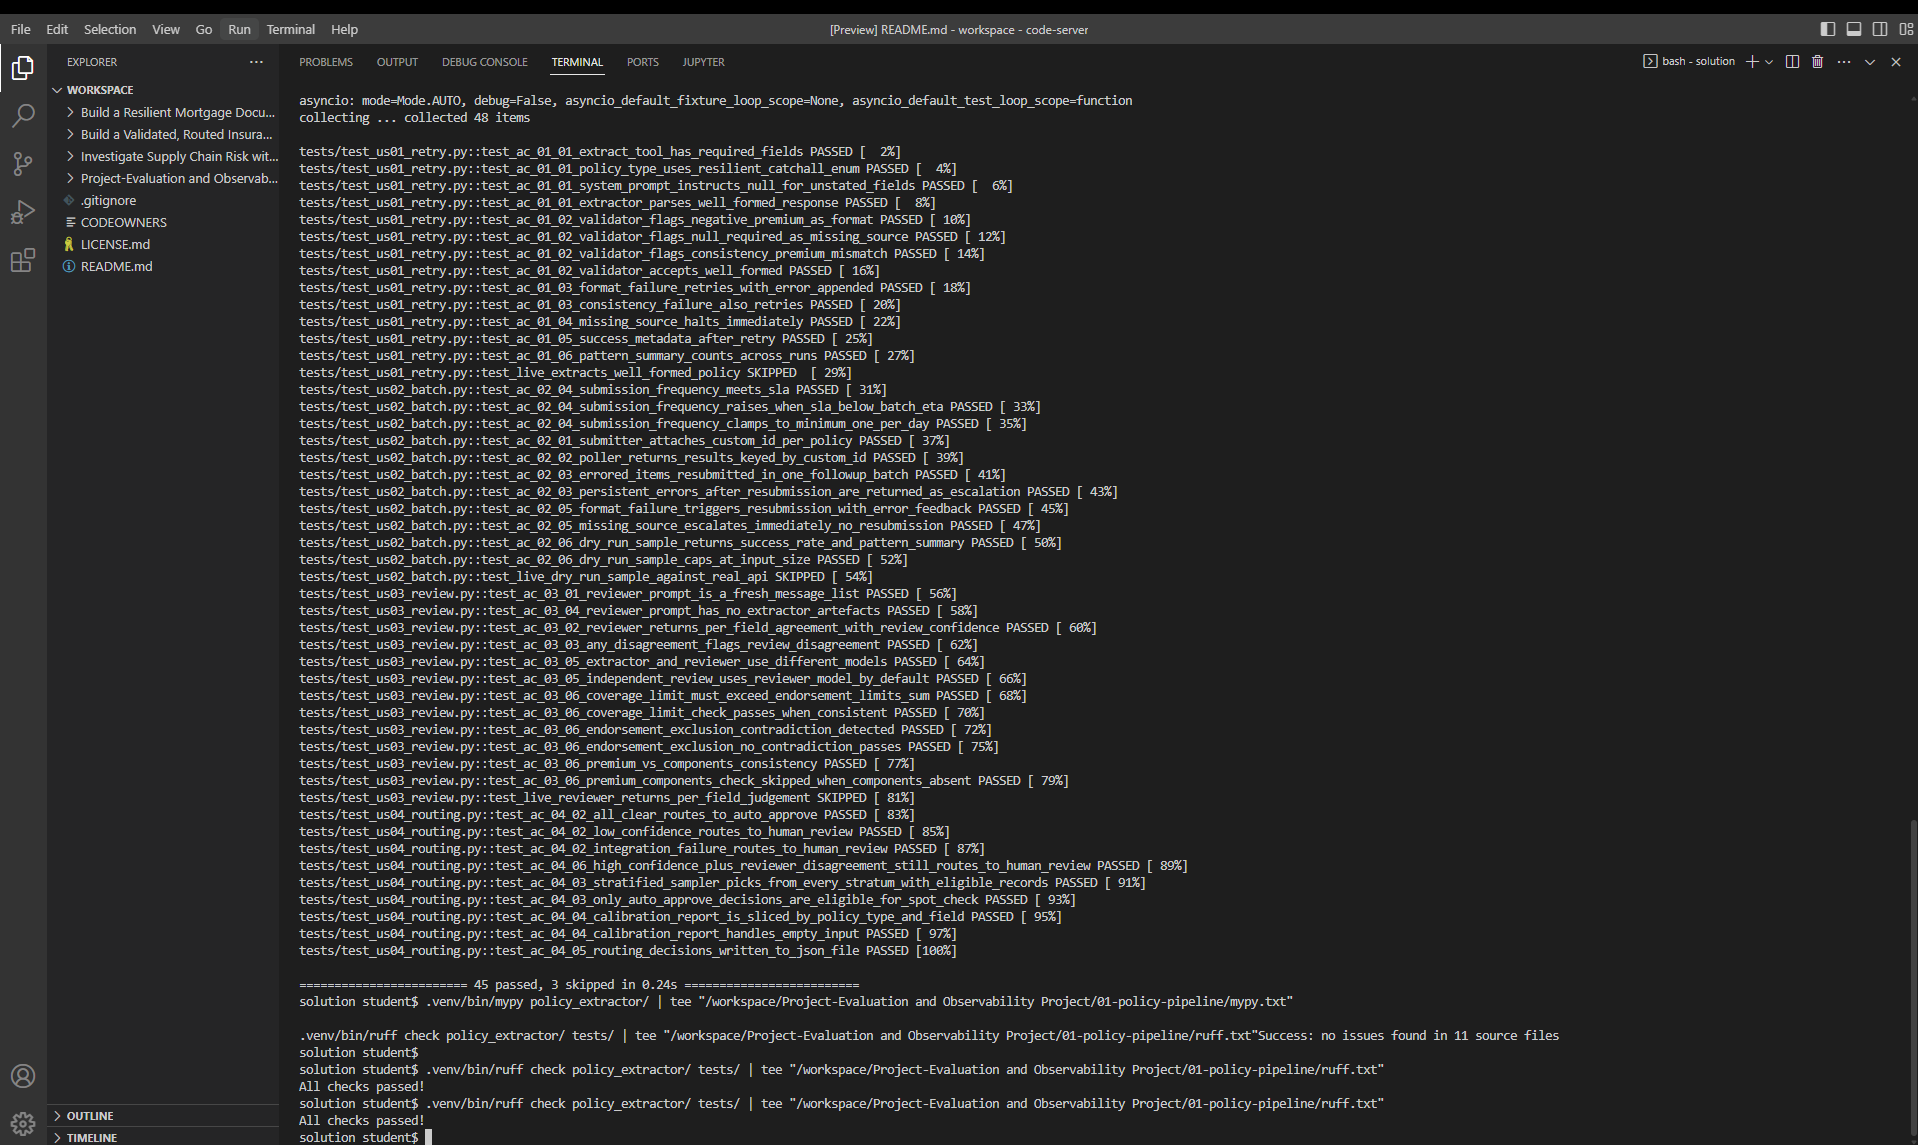 File Edit Selection View Go Run Terminal Help
[Preview] README.md - workspace - code-server
EXPLORER
WORKSPACE
Build a Resilient Mortgage Docu...
Build a Validated, Routed Insura...
Investigate Supply Chain Risk wit...
Project-Evaluation and Observab...
.gitignore
CODEOWNERS
LICENSE.md
README.md
OUTLINE
TIMELINE
PROBLEMS OUTPUT DEBUG CONSOLE TERMINAL PORTS JUPYTER
bash - solution
asyncio: mode=Mode.AUTO, debug=False, asyncio_default_fixture_loop_scope=None, asyncio_default_test_loop_scope=function
collecting ... collected 48 items
tests/test_us01_retry.py::test_ac_01_01_extract_tool_has_required_fields PASSED [  2%]
tests/test_us01_retry.py::test_ac_01_01_policy_type_uses_resilient_catchall_enum PASSED [  4%]
tests/test_us01_retry.py::test_ac_01_01_system_prompt_instructs_null_for_unstated_fields PASSED [  6%]
tests/test_us01_retry.py::test_ac_01_01_extractor_parses_well_formed_response PASSED [  8%]
tests/test_us01_retry.py::test_ac_01_02_validator_flags_negative_premium_as_format PASSED [ 10%]
tests/test_us01_retry.py::test_ac_01_02_validator_flags_null_required_as_missing_source PASSED [ 12%]
tests/test_us01_retry.py::test_ac_01_02_validator_flags_consistency_premium_mismatch PASSED [ 14%]
tests/test_us01_retry.py::test_ac_01_02_validator_accepts_well_formed PASSED [ 16%]
tests/test_us01_retry.py::test_ac_01_03_format_failure_retries_with_error_appended PASSED [ 18%]
tests/test_us01_retry.py::test_ac_01_03_consistency_failure_also_retries PASSED [ 20%]
tests/test_us01_retry.py::test_ac_01_04_missing_source_halts_immediately PASSED [ 22%]
tests/test_us01_retry.py::test_ac_01_05_success_metadata_after_retry PASSED [ 25%]
tests/test_us01_retry.py::test_ac_01_06_pattern_summary_counts_across_runs PASSED [ 27%]
tests/test_us01_retry.py::test_live_extracts_well_formed_policy SKIPPED  [ 29%]
tests/test_us02_batch.py::test_ac_02_04_submission_frequency_meets_sla PASSED [ 31%]
tests/test_us02_batch.py::test_ac_02_04_submission_frequency_raises_when_sla_below_batch_eta PASSED [ 33%]
tests/test_us02_batch.py::test_ac_02_04_submission_frequency_clamps_to_minimum_one_per_day PASSED [ 35%]
tests/test_us02_batch.py::test_ac_02_01_submitter_attaches_custom_id_per_policy PASSED [ 37%]
tests/test_us02_batch.py::test_ac_02_02_poller_returns_results_keyed_by_custom_id PASSED [ 39%]
tests/test_us02_batch.py::test_ac_02_03_errored_items_resubmitted_in_one_followup_batch PASSED [ 41%]
tests/test_us02_batch.py::test_ac_02_03_persistent_errors_after_resubmission_are_returned_as_escalation PASSED [ 43%]
tests/test_us02_batch.py::test_ac_02_05_format_failure_triggers_resubmission_with_error_feedback PASSED [ 45%]
tests/test_us02_batch.py::test_ac_02_05_missing_source_escalates_immediately_no_resubmission PASSED [ 47%]
tests/test_us02_batch.py::test_ac_02_06_dry_run_sample_returns_success_rate_and_pattern_summary PASSED [ 50%]
tests/test_us02_batch.py::test_ac_02_06_dry_run_sample_caps_at_input_size PASSED [ 52%]
tests/test_us02_batch.py::test_live_dry_run_sample_against_real_api SKIPPED [ 54%]
tests/test_us03_review.py::test_ac_03_01_reviewer_prompt_is_a_fresh_message_list PASSED [ 56%]
tests/test_us03_review.py::test_ac_03_04_reviewer_prompt_has_no_extractor_artefacts PASSED [ 58%]
tests/test_us03_review.py::test_ac_03_02_reviewer_returns_per_field_agreement_with_review_confidence PASSED [ 60%]
tests/test_us03_review.py::test_ac_03_03_any_disagreement_flags_review_disagreement PASSED [ 62%]
tests/test_us03_review.py::test_ac_03_05_extractor_and_reviewer_use_different_models PASSED [ 64%]
tests/test_us03_review.py::test_ac_03_05_independent_review_uses_reviewer_model_by_default PASSED [ 66%]
tests/test_us03_review.py::test_ac_03_06_coverage_limit_must_exceed_endorsement_limits_sum PASSED [ 68%]
tests/test_us03_review.py::test_ac_03_06_coverage_limit_check_passes_when_consistent PASSED [ 70%]
tests/test_us03_review.py::test_ac_03_06_endorsement_exclusion_contradiction_detected PASSED [ 72%]
tests/test_us03_review.py::test_ac_03_06_endorsement_exclusion_no_contradiction_passes PASSED [ 75%]
tests/test_us03_review.py::test_ac_03_06_premium_vs_components_consistency PASSED [ 77%]
tests/test_us03_review.py::test_ac_03_06_premium_components_check_skipped_when_components_absent PASSED [ 79%]
tests/test_us03_review.py::test_live_reviewer_returns_per_field_judgement SKIPPED [ 81%]
tests/test_us04_routing.py::test_ac_04_02_all_clear_routes_to_auto_approve PASSED [ 83%]
tests/test_us04_routing.py::test_ac_04_02_low_confidence_routes_to_human_review PASSED [ 85%]
tests/test_us04_routing.py::test_ac_04_02_integration_failure_routes_to_human_review PASSED [ 87%]
tests/test_us04_routing.py::test_ac_04_06_high_confidence_plus_reviewer_disagreement_still_routes_to_human_review PASSED [ 89%]
tests/test_us04_routing.py::test_ac_04_03_stratified_sampler_picks_from_every_stratum_with_eligible_records PASSED [ 91%]
tests/test_us04_routing.py::test_ac_04_03_only_auto_approve_decisions_are_eligible_for_spot_check PASSED [ 93%]
tests/test_us04_routing.py::test_ac_04_04_calibration_report_is_sliced_by_policy_type_and_field PASSED [ 95%]
tests/test_us04_routing.py::test_ac_04_04_calibration_report_handles_empty_input PASSED [ 97%]
tests/test_us04_routing.py::test_ac_04_05_routing_decisions_written_to_json_file PASSED [100%]
======================== 45 passed, 3 skipped in 0.24s =========================
solution student$ .venv/bin/mypy policy_extractor/ | tee "/workspace/Project-Evaluation and Observability Project/01-policy-pipeline/mypy.txt"
.venv/bin/ruff check policy_extractor/ tests/ | tee "/workspace/Project-Evaluation and Observability Project/01-policy-pipeline/ruff.txt"Success: no issues found in 11 source files
solution student$
solution student$ .venv/bin/ruff check policy_extractor/ tests/ | tee "/workspace/Project-Evaluation and Observability Project/01-policy-pipeline/ruff.txt"
All checks passed!
solution student$ .venv/bin/ruff check policy_extractor/ tests/ | tee "/workspace/Project-Evaluation and Observability Project/01-policy-pipeline/ruff.txt"
All checks passed!
solution student$